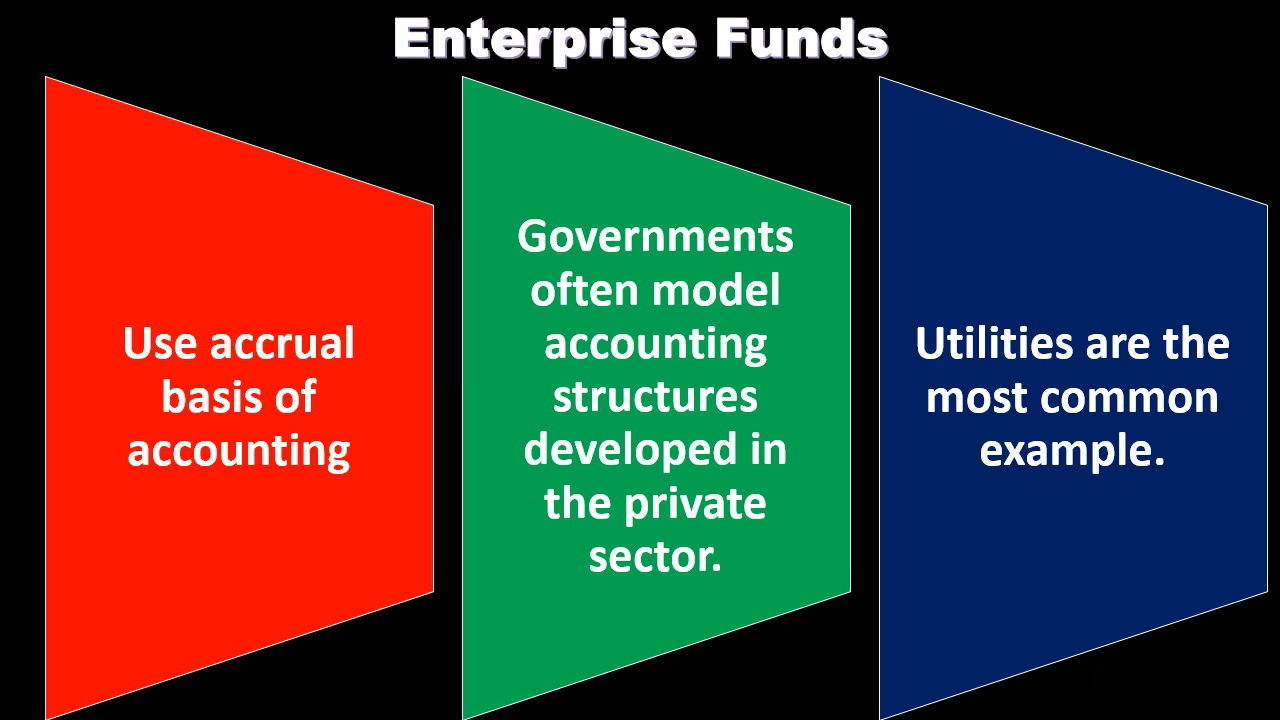 Enterprise Funds
Use accrual
basis of
accounting
Governments
often model
accounting
structures
developed in
the private
sector.
Utilities are the
most common
example.